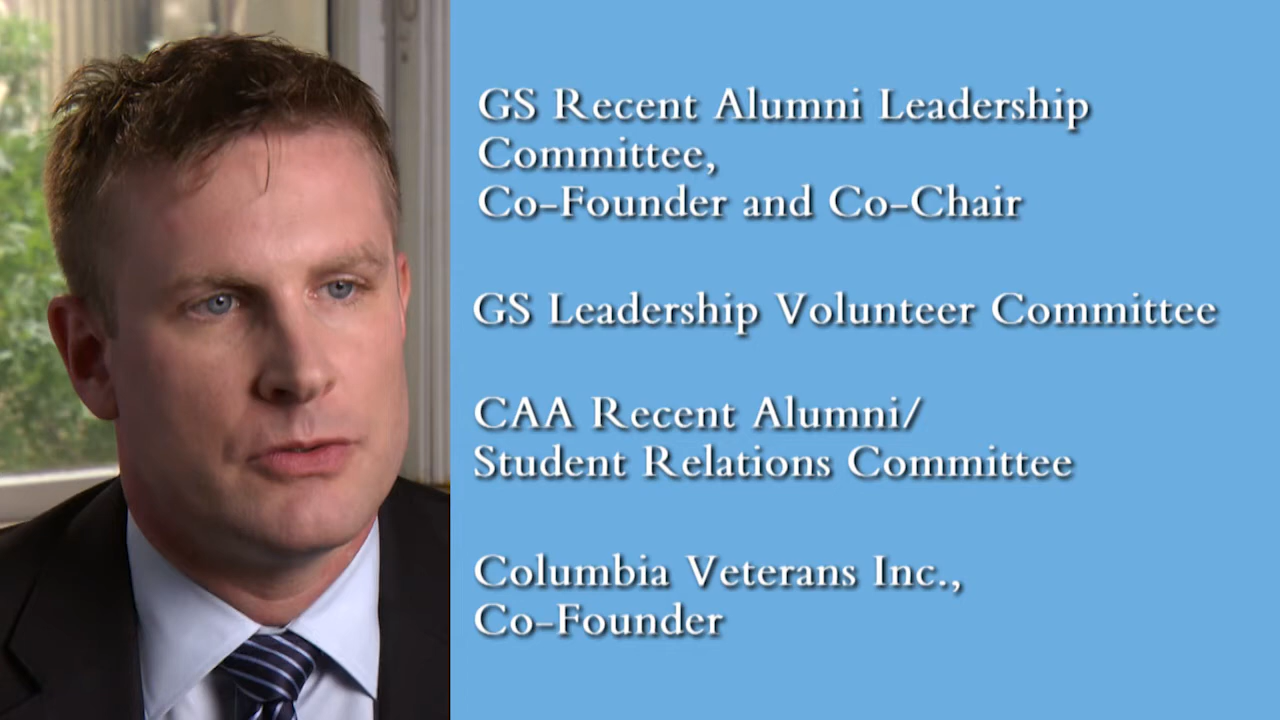 GS Recent Alumni Leadership
Committee,
Co-Founder and Co-Chair
GS Leadership Volunteer Committee
CAA Recent Alumni/
Student Relations Committee
Columbia Veterans Inc.,
Co-Founder